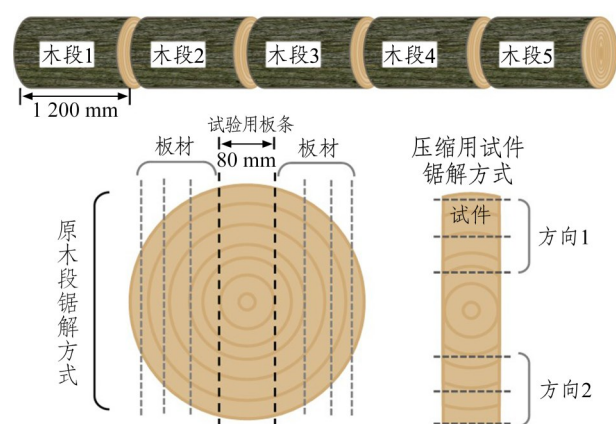 木段1 木段2 木段3 木段4 木段5
1 200 mm
试验用板条
板材 80 mm 板材
原木段锯解方式
压缩用试件
锯解方式
试件
方向1
方向2